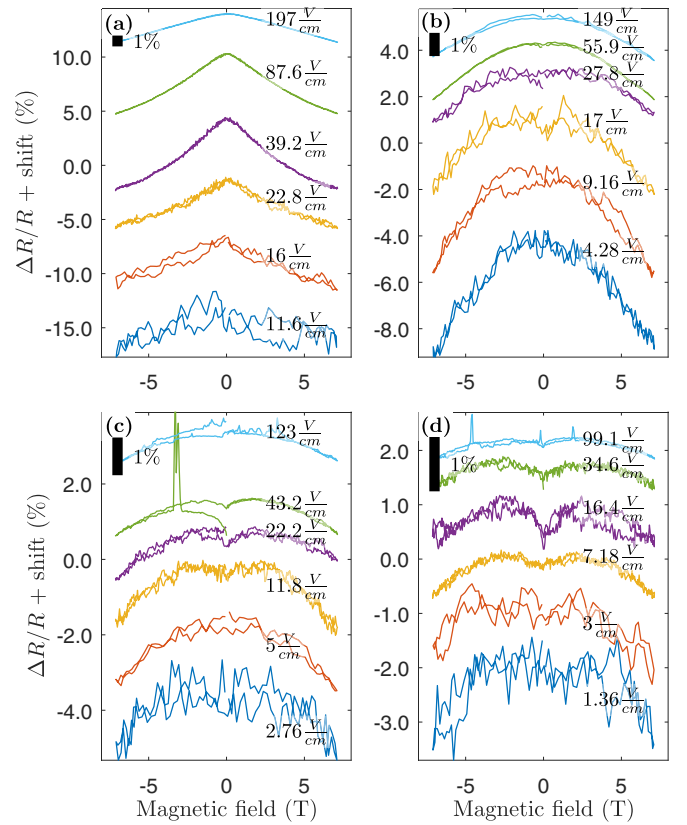 (a)
1%
197 V/cm
87.6 V/cm
39.2 V/cm
22.8 V/cm
16 V/cm
11.6 V/cm
10.0
5.0
0.0
-5.0
-10.0
-15.0
-5 0 5
ΔR/R + shift (%)
(b)
1%
149 V/cm
55.9 V/cm
27.8 V/cm
17 V/cm
9.16 V/cm
4.28 V/cm
4.0
2.0
0.0
-2.0
-4.0
-6.0
-8.0
-5 0 5
(c)
1%
123 V/cm
43.2 V/cm
22.2 V/cm
11.8 V/cm
5 V/cm
2.76 V/cm
2.0
0.0
-2.0
-4.0
-5 0 5
ΔR/R + shift (%)
Magnetic field (T)
(d)
1%
99.1 V/cm
34.6 V/cm
16.4 V/cm
7.18 V/cm
3 V/cm
1.36 V/cm
2.0
1.0
0.0
-1.0
-2.0
-3.0
-5 0 5
Magnetic field (T)